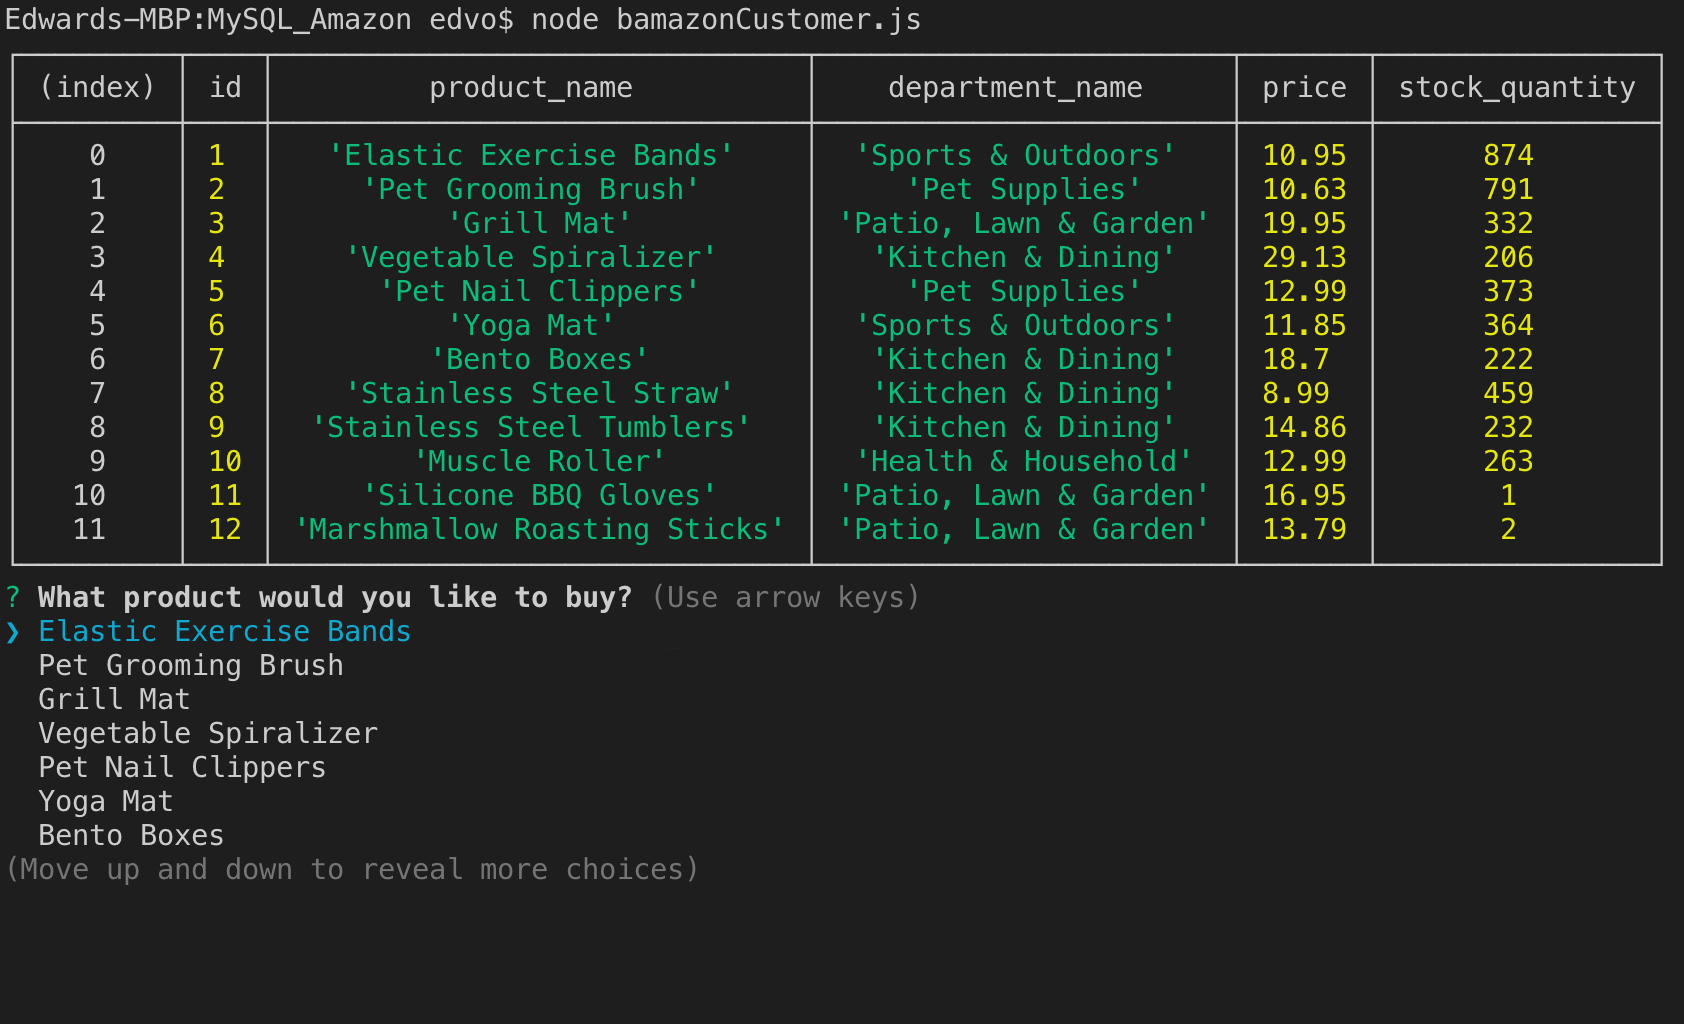 Edwards-MBP:MySQL_Amazon edvo$ node bamazonCustomer.js
(index) id product_name department_name price stock_quantity
0 1 'Elastic Exercise Bands' 'Sports & Outdoors' 10.95 874
1 2 'Pet Grooming Brush' 'Pet Supplies' 10.63 791
2 3 'Grill Mat' 'Patio, Lawn & Garden' 19.95 332
3 4 'Vegetable Spiralizer' 'Kitchen & Dining' 29.13 206
4 5 'Pet Nail Clippers' 'Pet Supplies' 12.99 373
5 6 'Yoga Mat' 'Sports & Outdoors' 11.85 364
6 7 'Bento Boxes' 'Kitchen & Dining' 18.7 222
7 8 'Stainless Steel Straw' 'Kitchen & Dining' 8.99 459
8 9 'Stainless Steel Tumblers' 'Kitchen & Dining' 14.86 232
9 10 'Muscle Roller' 'Health & Household' 12.99 263
10 11 'Silicone BBQ Gloves' 'Patio, Lawn & Garden' 16.95 1
11 12 'Marshmallow Roasting Sticks' 'Patio, Lawn & Garden' 13.79 2
? What product would you like to buy? (Use arrow keys)
❯ Elastic Exercise Bands
Pet Grooming Brush
Grill Mat
Vegetable Spiralizer
Pet Nail Clippers
Yoga Mat
Bento Boxes
(Move up and down to reveal more choices)